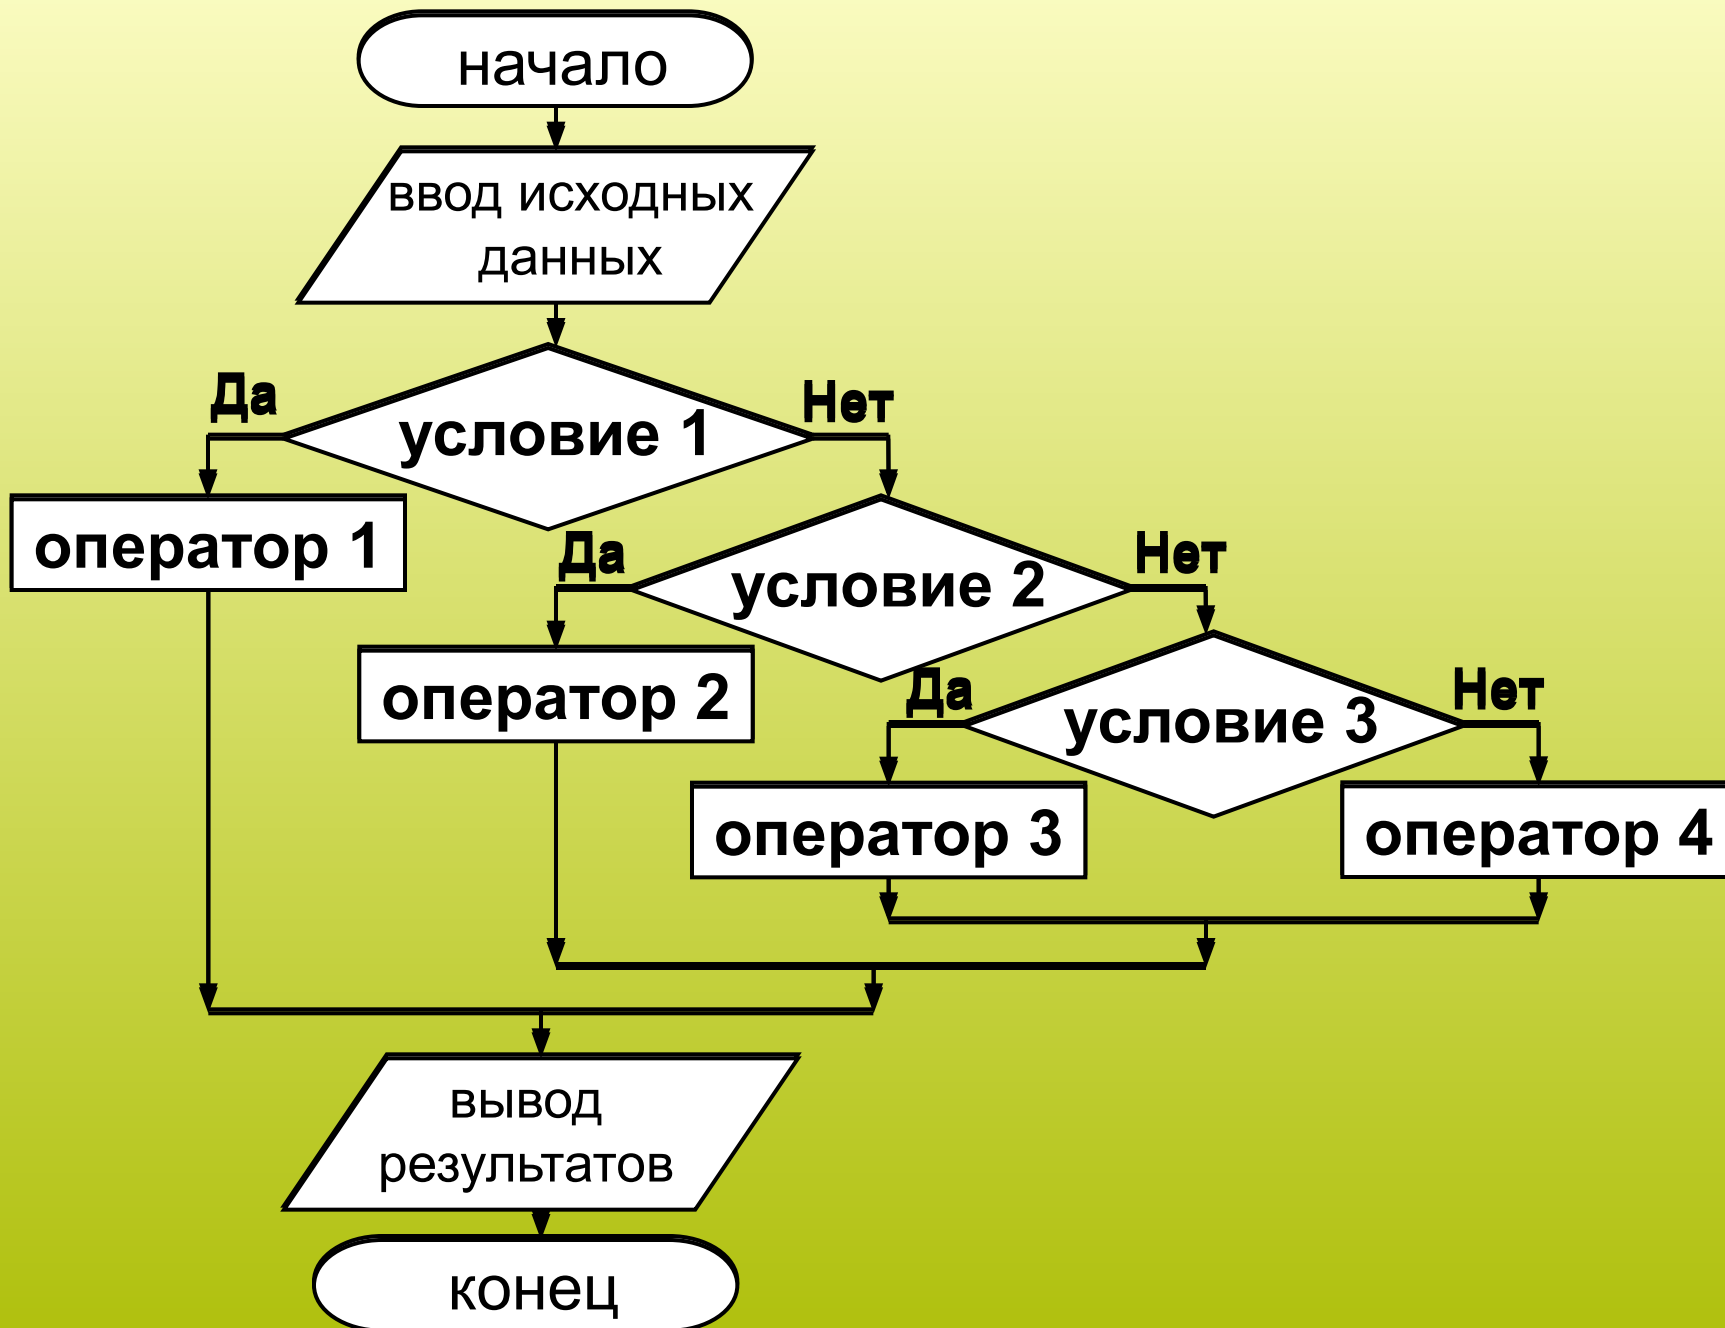 начало
ввод исходных
данных
Да
условие 1
Нет
оператор 1
Да
условие 2
Нет
оператор 2
Да
условие 3
Нет
оператор 3
оператор 4
вывод
результатов
конец